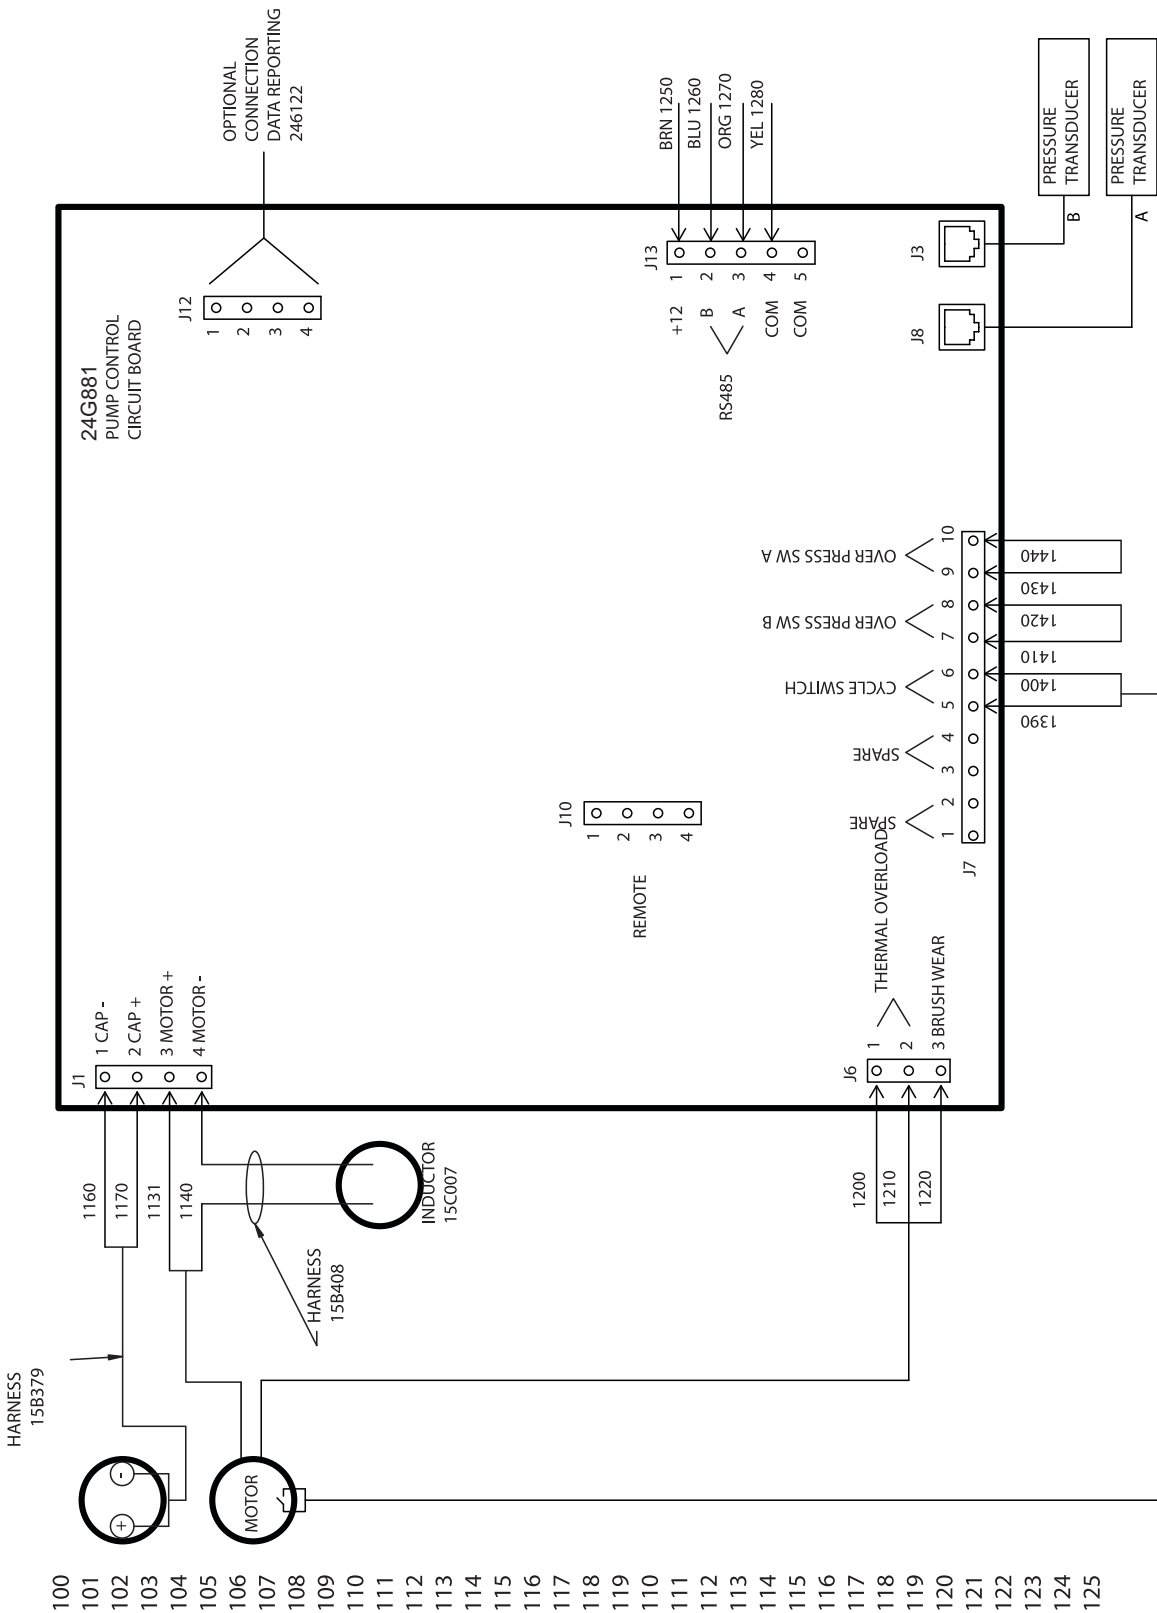 HARNESS
15B379
+
-
MOTOR
HARNESS
15B408
INDUCTOR
15C007
1160
1170
1131
1140
J1
1 CAP -
2 CAP +
3 MOTOR +
4 MOTOR -
24G881
PUMP CONTROL
CIRCUIT BOARD
J12
1
2
3
4
OPTIONAL
CONNECTION
DATA REPORTING
246122
J10
1
2
3
4
REMOTE
J13
1
2
3
4
5
+12
B
A
COM
COM
RS485
BRN 1250
BLU 1260
ORG 1270
YEL 1280
1200
1210
1220
J6
1
2
3 BRUSH WEAR
THERMAL OVERLOAD
J7
1
2
3
4
5
6
7
8
9
10
SPARE
SPARE
CYCLE SWITCH
OVER PRESS SW B
OVER PRESS SW A
1390
1400
1410
1420
1430
1440
J8
J3
B
A
PRESSURE
TRANSDUCER
PRESSURE
TRANSDUCER
100
101
102
103
104
105
106
107
108
109
110
111
112
113
114
115
116
117
118
119
110
111
112
113
114
115
116
117
118
119
120
121
122
123
124
125